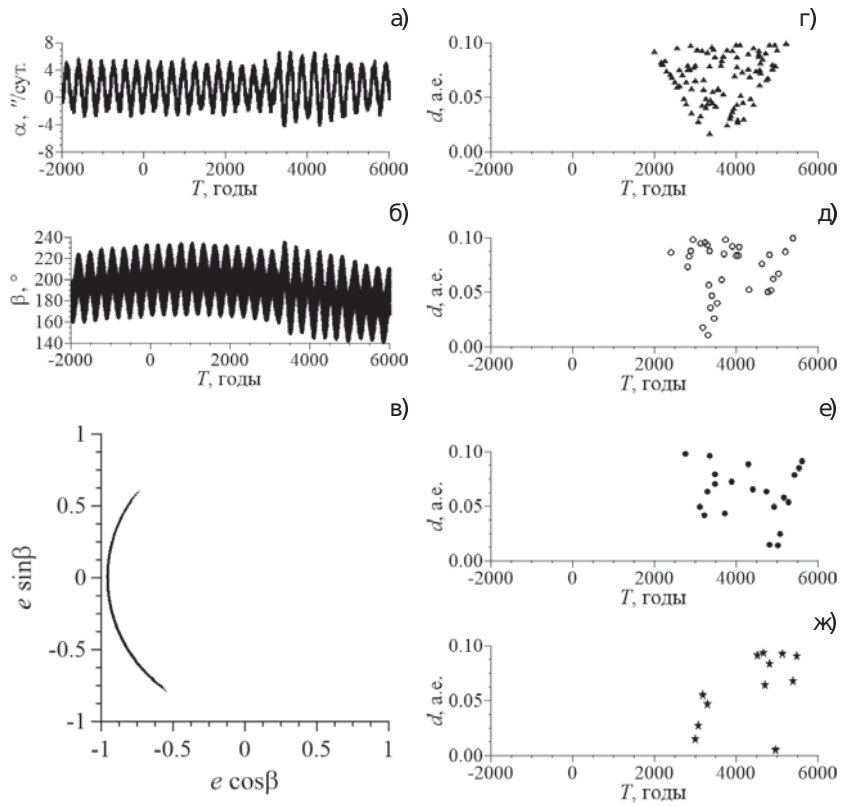 а)
8
4
0
-4
-8
α, "/сут.
-2000 0 2000 4000 6000
T, годы
б)
240
220
200
180
160
140
β, °
-2000 0 2000 4000 6000
T, годы
в)
1
0.5
0
-0.5
-1
e sinβ
-1 -0.5 0 0.5 1
e cosβ
г)
0.10
0.05
0.00
d, а.е.
-2000 0 2000 4000 6000
T, годы
д)
0.10
0.05
0.00
d, а.е.
-2000 0 2000 4000 6000
T, годы
е)
0.10
0.05
0.00
d, а.е.
-2000 0 2000 4000 6000
T, годы
ж)
0.10
0.05
0.00
d, а.е.
-2000 0 2000 4000 6000
T, годы